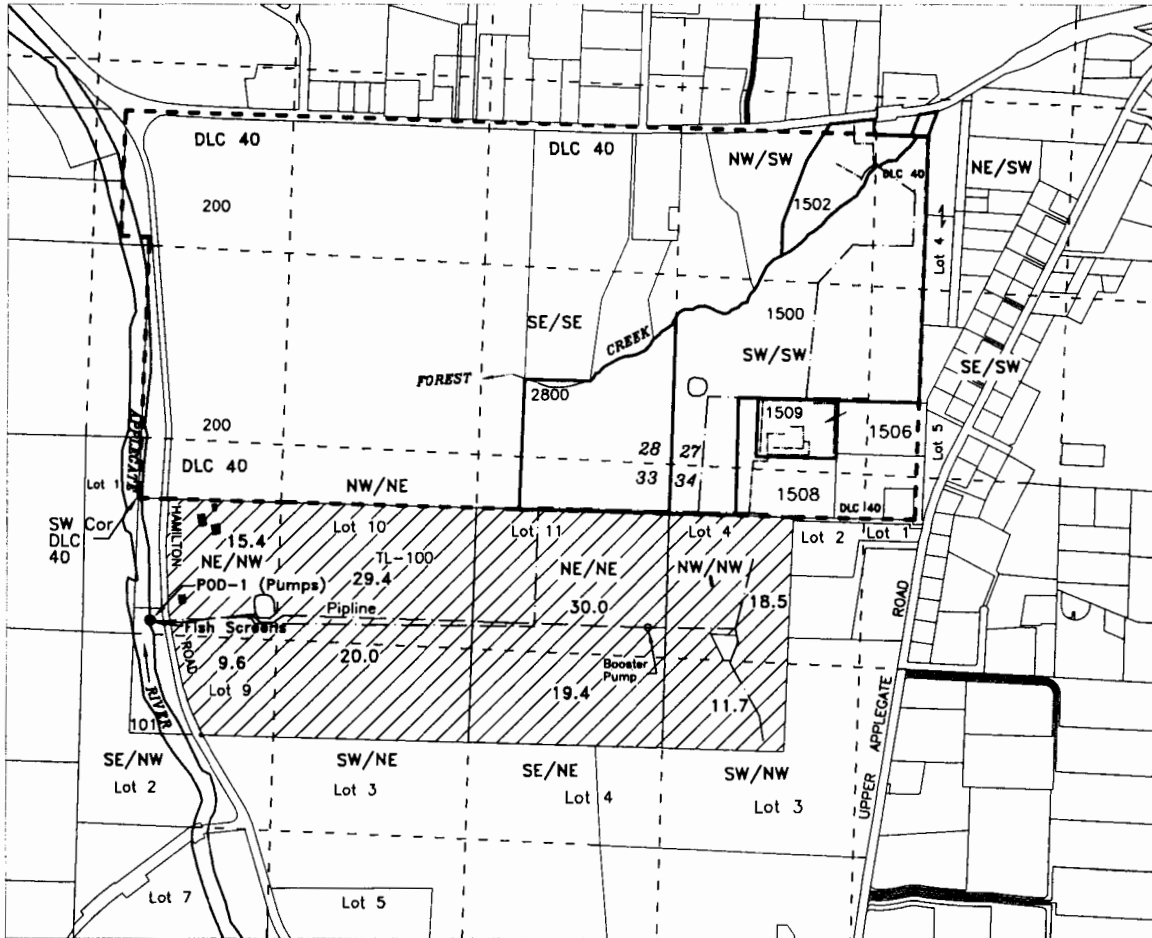 DLC 40
DLC 40
NW/SW
DLC 40
NE/SW
200
1502
Lot 4
SE/SE
1500
FOREST
CREEK
SW/SW
SE/SW
2800
1509
1506
Lot 5
200
APPLEGATE
28
27
33
34
DLC 40
NW/NE
Lot 1
1508
DLC 40
SW Cor
DLC
40
HAMILTON
Lot 10
Lot 11
Lot 4
Lot 2
Lot 1
15.4
TL-100
NE/NW
29.4
NE/NE
NW/NW
POD-1 (Pumps)
30.0
18.5
Pipline
Fish Screens
ROAD
9.6
20.0
Lot 9
Booster
Pump
19.4
11.7
RIVER
101
UPPER APPLEGATE ROAD
SE/NW
SW/NE
SE/NE
SW/NW
Lot 2
Lot 3
Lot 4
Lot 3
Lot 7
Lot 5